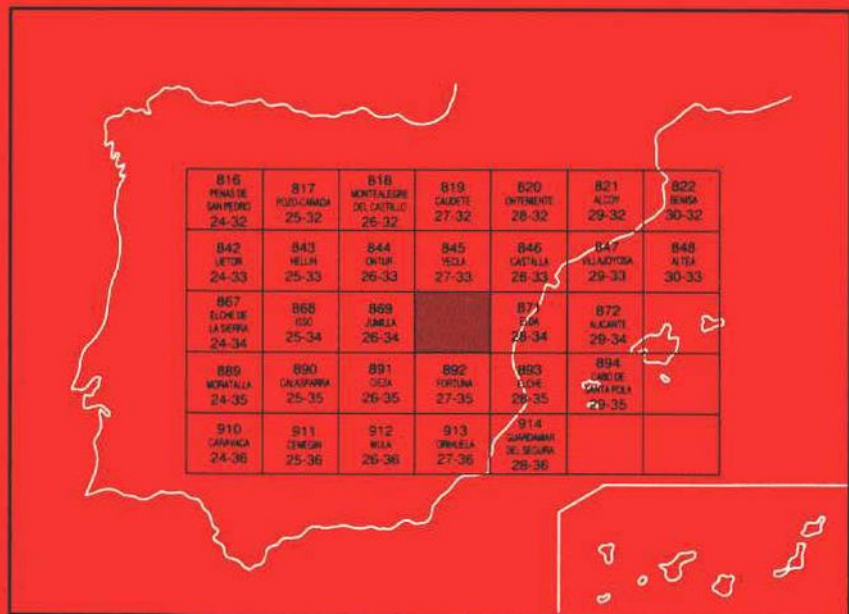 816 817 818 819 820 821 822
PEÑAS DE SAN PEDRO POZO-CAÑADA MONTEALEGRE DEL CASTILLO CAUDETE ONTENIENTE ALCOY BENISA
24-32 25-32 26-32 27-32 28-32 29-32 30-32
842 843 844 845 846 847 848
LIETOR HELLIN ONTUR YECLA CASTALLA VILLAJOYOSA ALTEA
24-33 25-33 26-33 27-33 28-33 29-33 30-33
867 868 869 871 872
ELCHE DE LA SIERRA ISSO JUMILLA ELDA ALICANTE
24-34 25-34 26-34 28-34 29-34
889 890 891 892 893 894
MORATALLA CALASPARRA CIEZA FORTUNA ELCHE CABO DE SANTA POLA
24-35 25-35 26-35 27-35 28-35 29-35
910 911 912 913 914
CARAVACA CEHEGIN MULA ORIHUELA GUARDAMAR DEL SEGURA
24-36 25-36 26-36 27-36 28-36